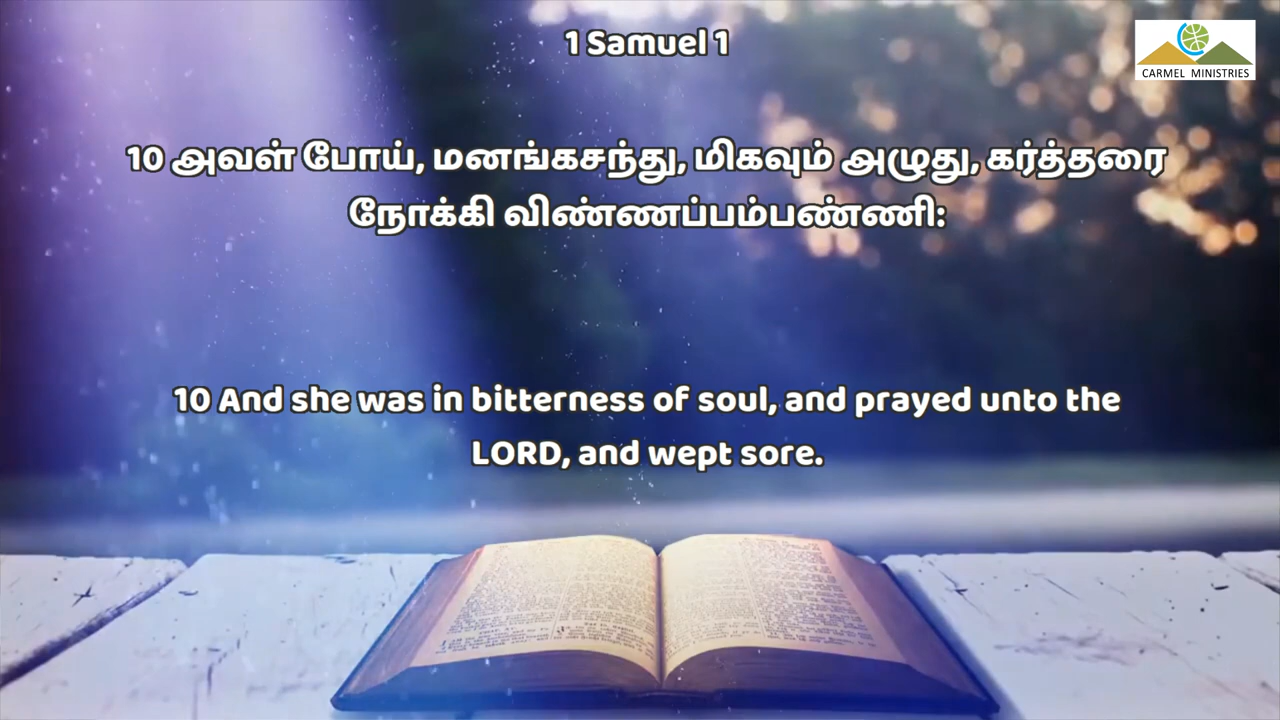 1 Samuel 1
CARMEL MINISTRIES
10 அவள் போய், மனங்கசந்து, மிகவும் அழுது, கர்த்தரை
நோக்கி விண்ணப்பம்பண்ணி:
10 And she was in bitterness of soul, and prayed unto the
LORD, and wept sore.